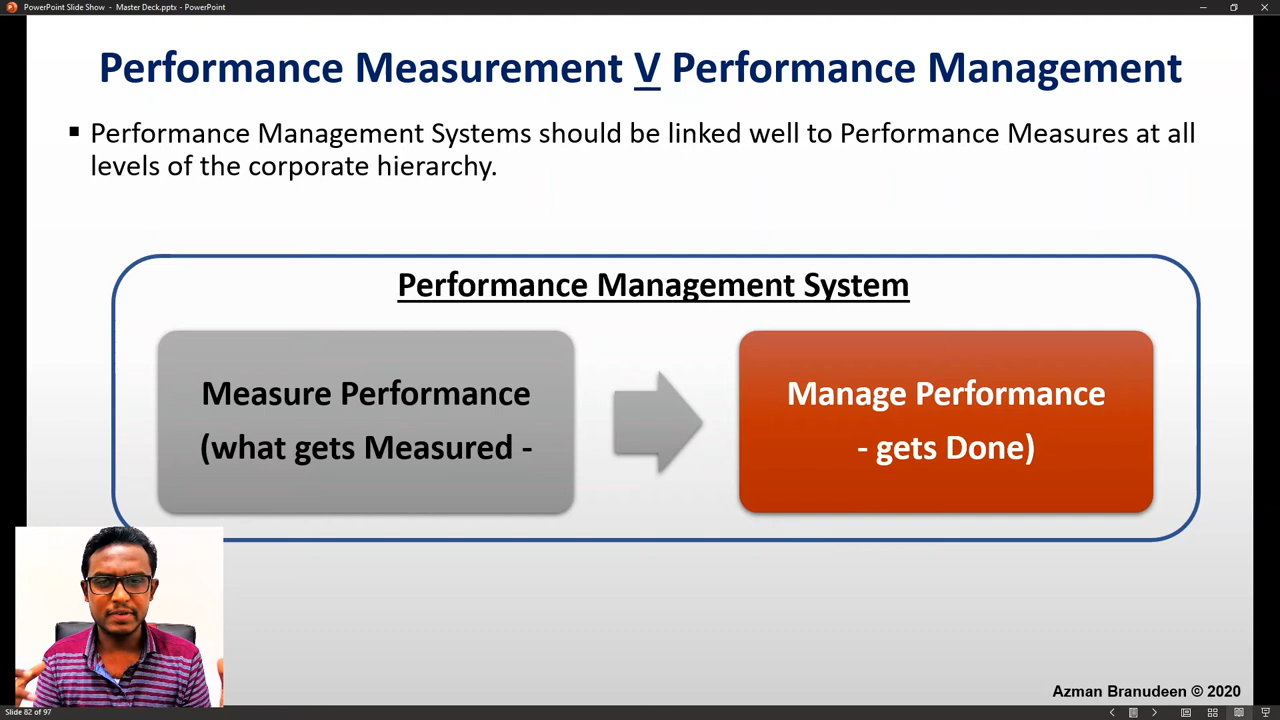 PowerPoint Slide Show - Master Deck.pptx - PowerPoint
Performance Measurement V Performance Management
▪ Performance Management Systems should be linked well to Performance Measures at all
levels of the corporate hierarchy.
Performance Management System
Measure Performance
(what gets Measured -
Manage Performance
- gets Done)
Azman Branudeen © 2020
Slide 82 of 97